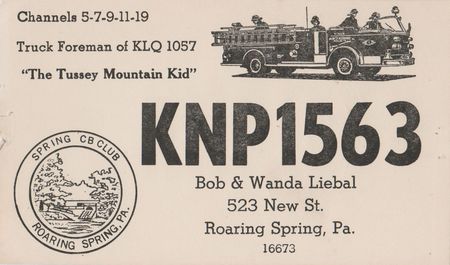 Channels 5-7-9-11-19
Truck Foreman of KLQ 1057
"The Tussey Mountain Kid"
KNP1563
SPRING CB CLUB
ROARING SPRING, PA.
Bob & Wanda Liebal
523 New St.
Roaring Spring, Pa.
16673